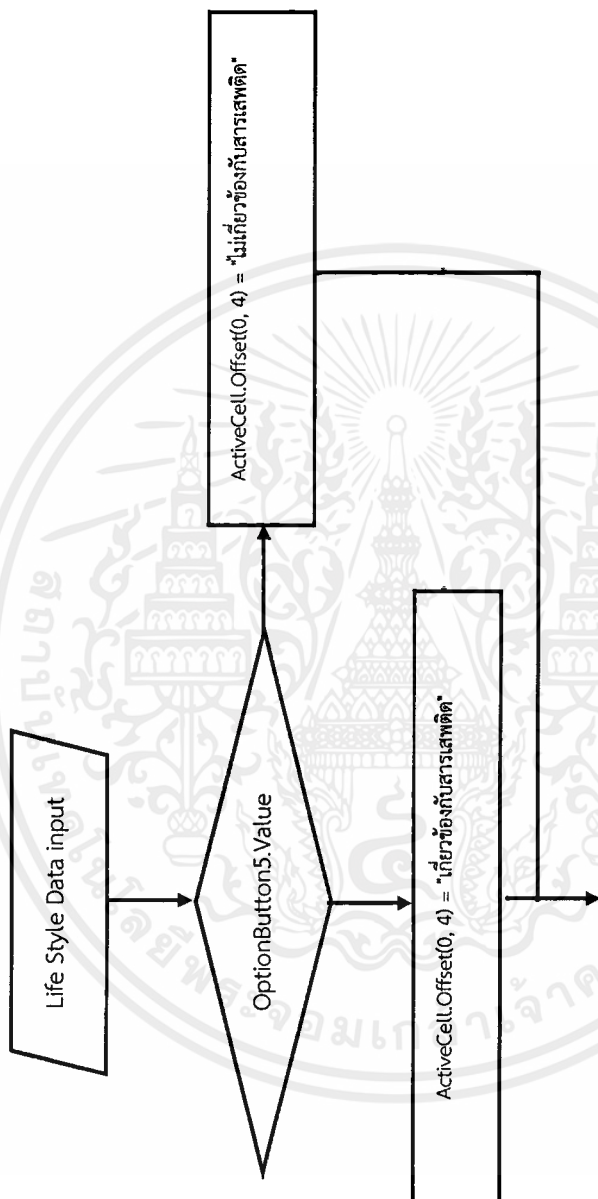 Life Style Data input
OptionButton5.Value
ActiveCell.Offset(0, 4) = "ไม่เกี่ยวข้องกับสารเสพติด"
ActiveCell.Offset(0, 4) = "เกี่ยวข้องกับสารเสพติด"